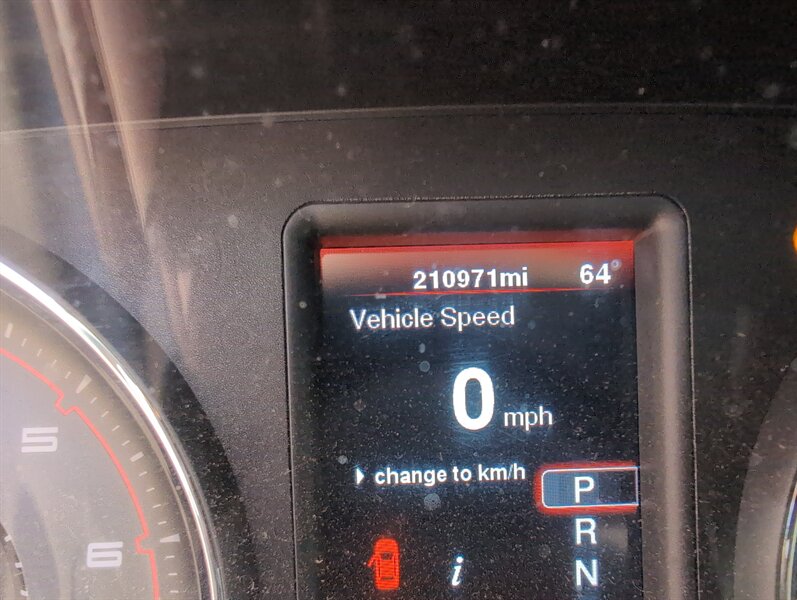 210971mi 64°
Vehicle Speed
0 mph
change to km/h
P
R
N
i
5
6